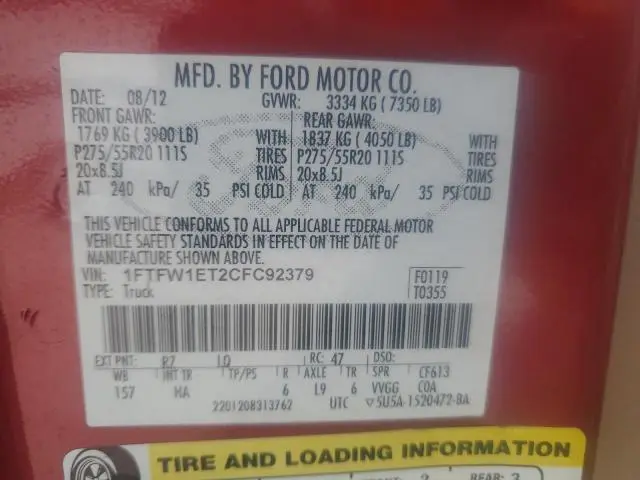 MFD. BY FORD MOTOR CO.
DATE: 08/12 GVWR: 3334 KG ( 7350 LB)
FRONT GAWR: REAR GAWR:
1769 KG ( 3900 LB) WITH 1837 KG ( 4050 LB) WITH
P275/55R20 111S TIRES P275/55R20 111S TIRES
20x8.5J RIMS 20x8.5J RIMS
AT 240 kPa/ 35 PSI COLD AT 240 kPa/ 35 PSI COLD
THIS VEHICLE CONFORMS TO ALL APPLICABLE FEDERAL MOTOR
VEHICLE SAFETY STANDARDS IN EFFECT ON THE DATE OF
MANUFACTURE SHOWN ABOVE.
VIN: 1FTFW1ET2CFC92379 F0119
TYPE: Truck T0355
EXT PNT: RZ LQ RC: 47 DSO:
WB INT TR TP/PS R AXLE TR SPR CF613
157 HA 6 L9 6 VVGG COA
2201208313762 UTC ▽5U5A-1520472-BA
TIRE AND LOADING INFORMATION
REAR: 3